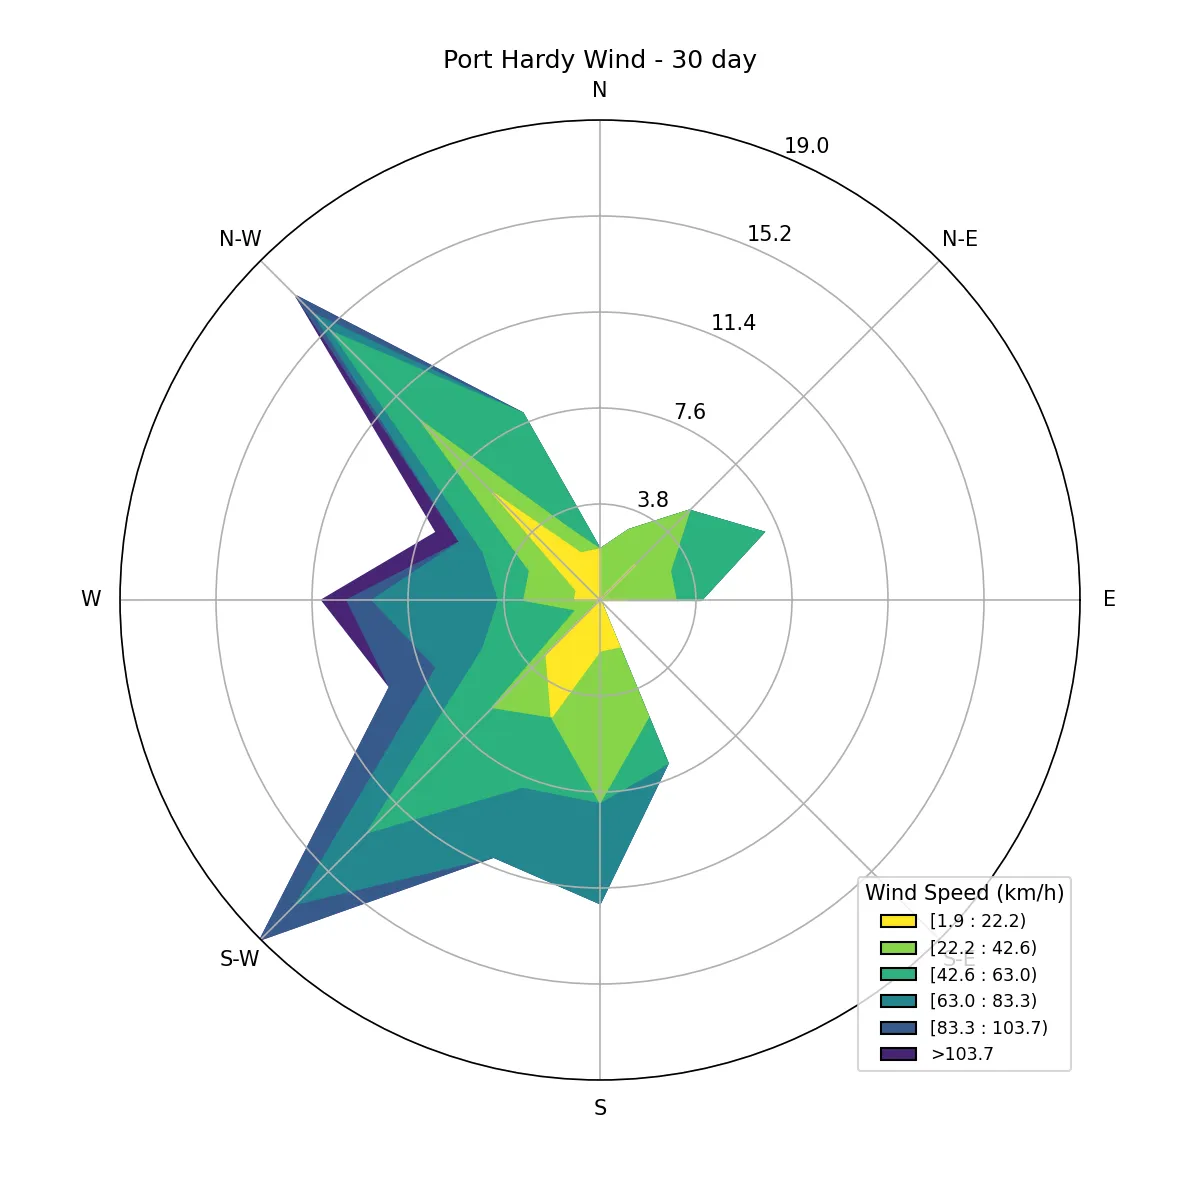 Port Hardy Wind - 30 day
N
19.0
15.2
N-W
N-E
11.4
7.6
3.8
W
E
Wind Speed (km/h)
[1.9 : 22.2)
[22.2 : 42.6)
S-W
S-E
[42.6 : 63.0)
[63.0 : 83.3)
[83.3 : 103.7)
>103.7
S